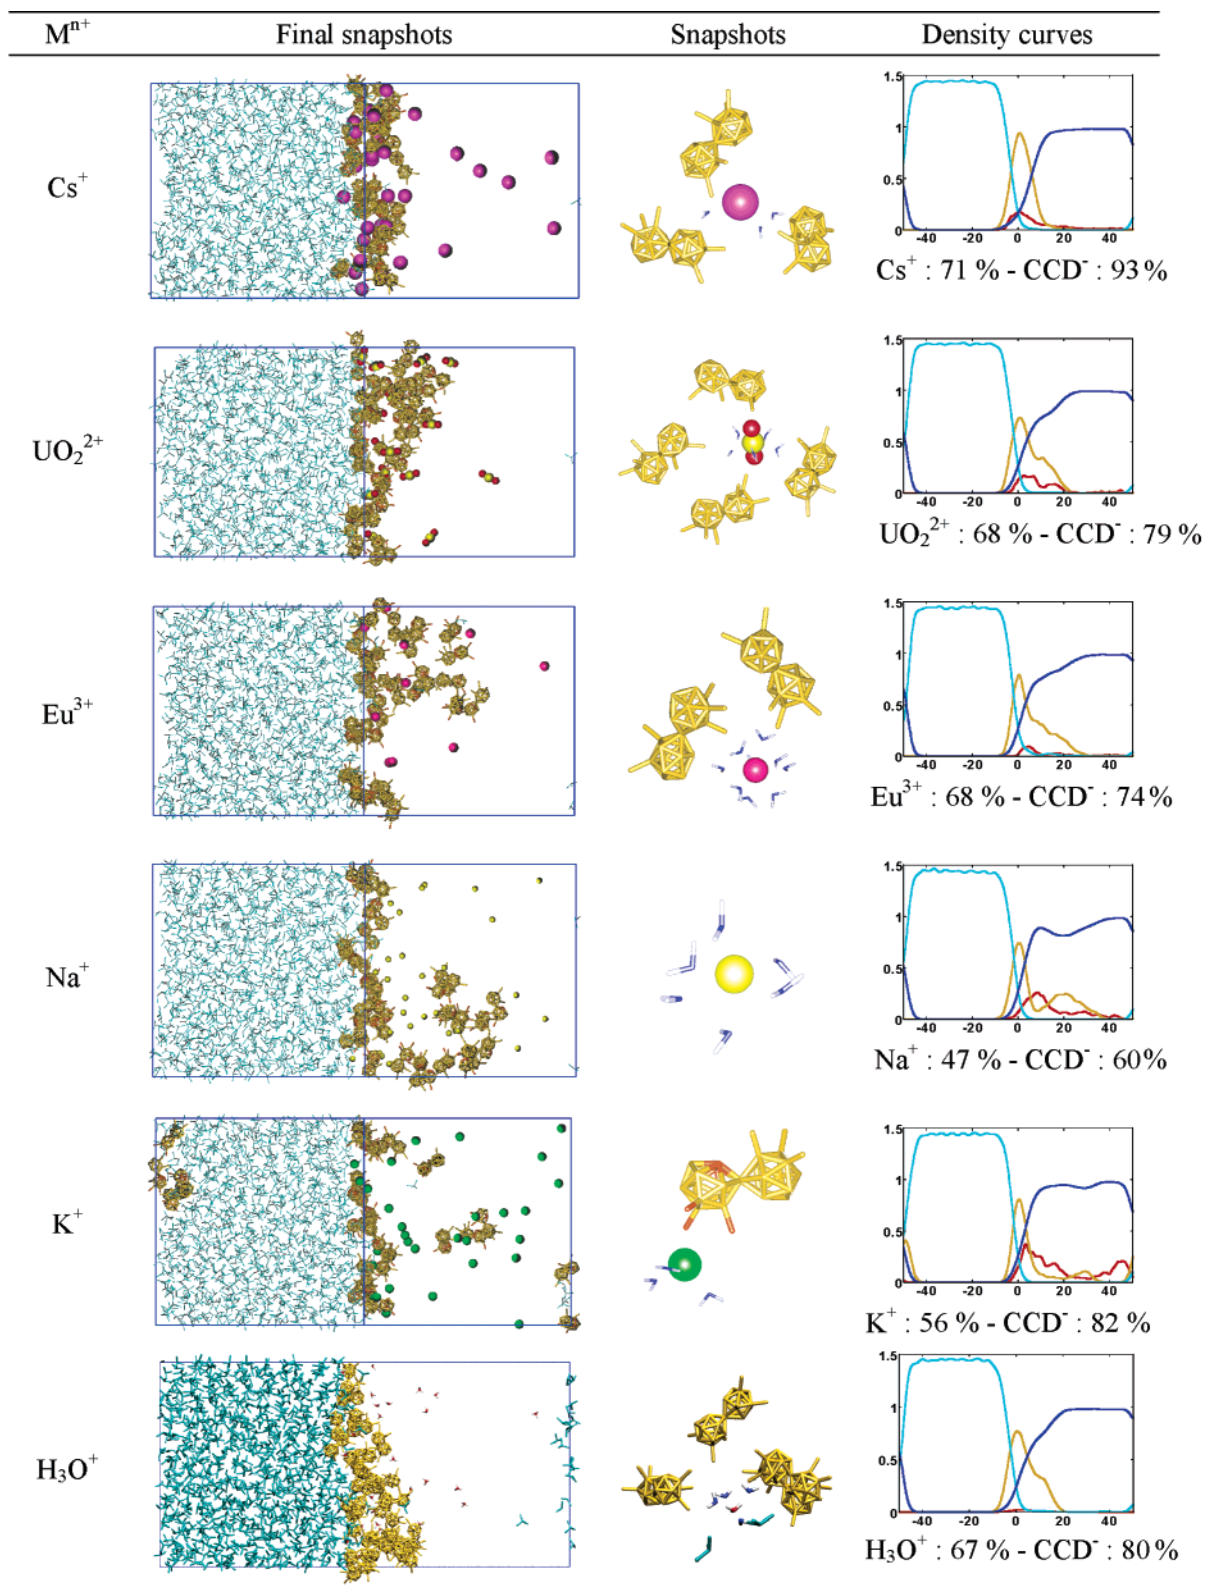 Mⁿ⁺ Final snapshots Snapshots Density curves
Cs⁺
1.5
1
0.5
0
-40 -20 0 20 40
Cs⁺ : 71 % - CCD⁻ : 93 %
UO₂²⁺
1.5
1
0.5
0
-40 -20 0 20 40
UO₂²⁺ : 68 % - CCD⁻ : 79 %
Eu³⁺
1.5
1
0.5
0
-40 -20 0 20 40
Eu³⁺ : 68 % - CCD⁻ : 74 %
Na⁺
1.5
1
0.5
0
-40 -20 0 20 40
Na⁺ : 47 % - CCD⁻ : 60%
K⁺
1.5
1
0.5
0
-40 -20 0 20 40
K⁺ : 56 % - CCD⁻ : 82 %
H₃O⁺
1.5
1
0.5
0
-40 -20 0 20 40
H₃O⁺ : 67 % - CCD⁻ : 80 %